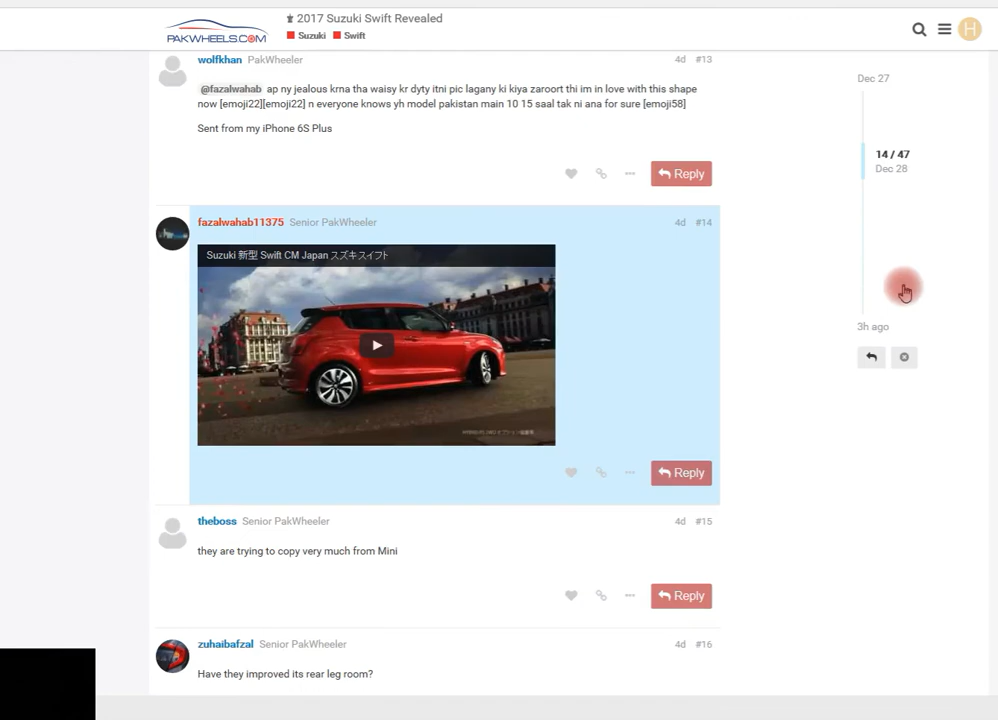 PAKWHEELS.COM
2017 Suzuki Swift Revealed
Suzuki Swift
H
wolfkhan PakWheeler 4d #13
@fazalwahab ap ny jealous krna tha waisy kr dyty itni pic lagany ki kiya zaroort thi im in love with this shape
now [emoji22][emoji22] n everyone knows yh model pakistan main 10 15 saal tak ni ana for sure [emoji58]
Sent from my iPhone 6S Plus
Reply
Dec 27
14 / 47
Dec 28
3h ago
fazalwahab11375 Senior PakWheeler 4d #14
Suzuki 新型 Swift CM Japan スズキスイフト
Reply
theboss Senior PakWheeler 4d #15
they are trying to copy very much from Mini
Reply
zuhaibafzal Senior PakWheeler 4d #16
Have they improved its rear leg room?